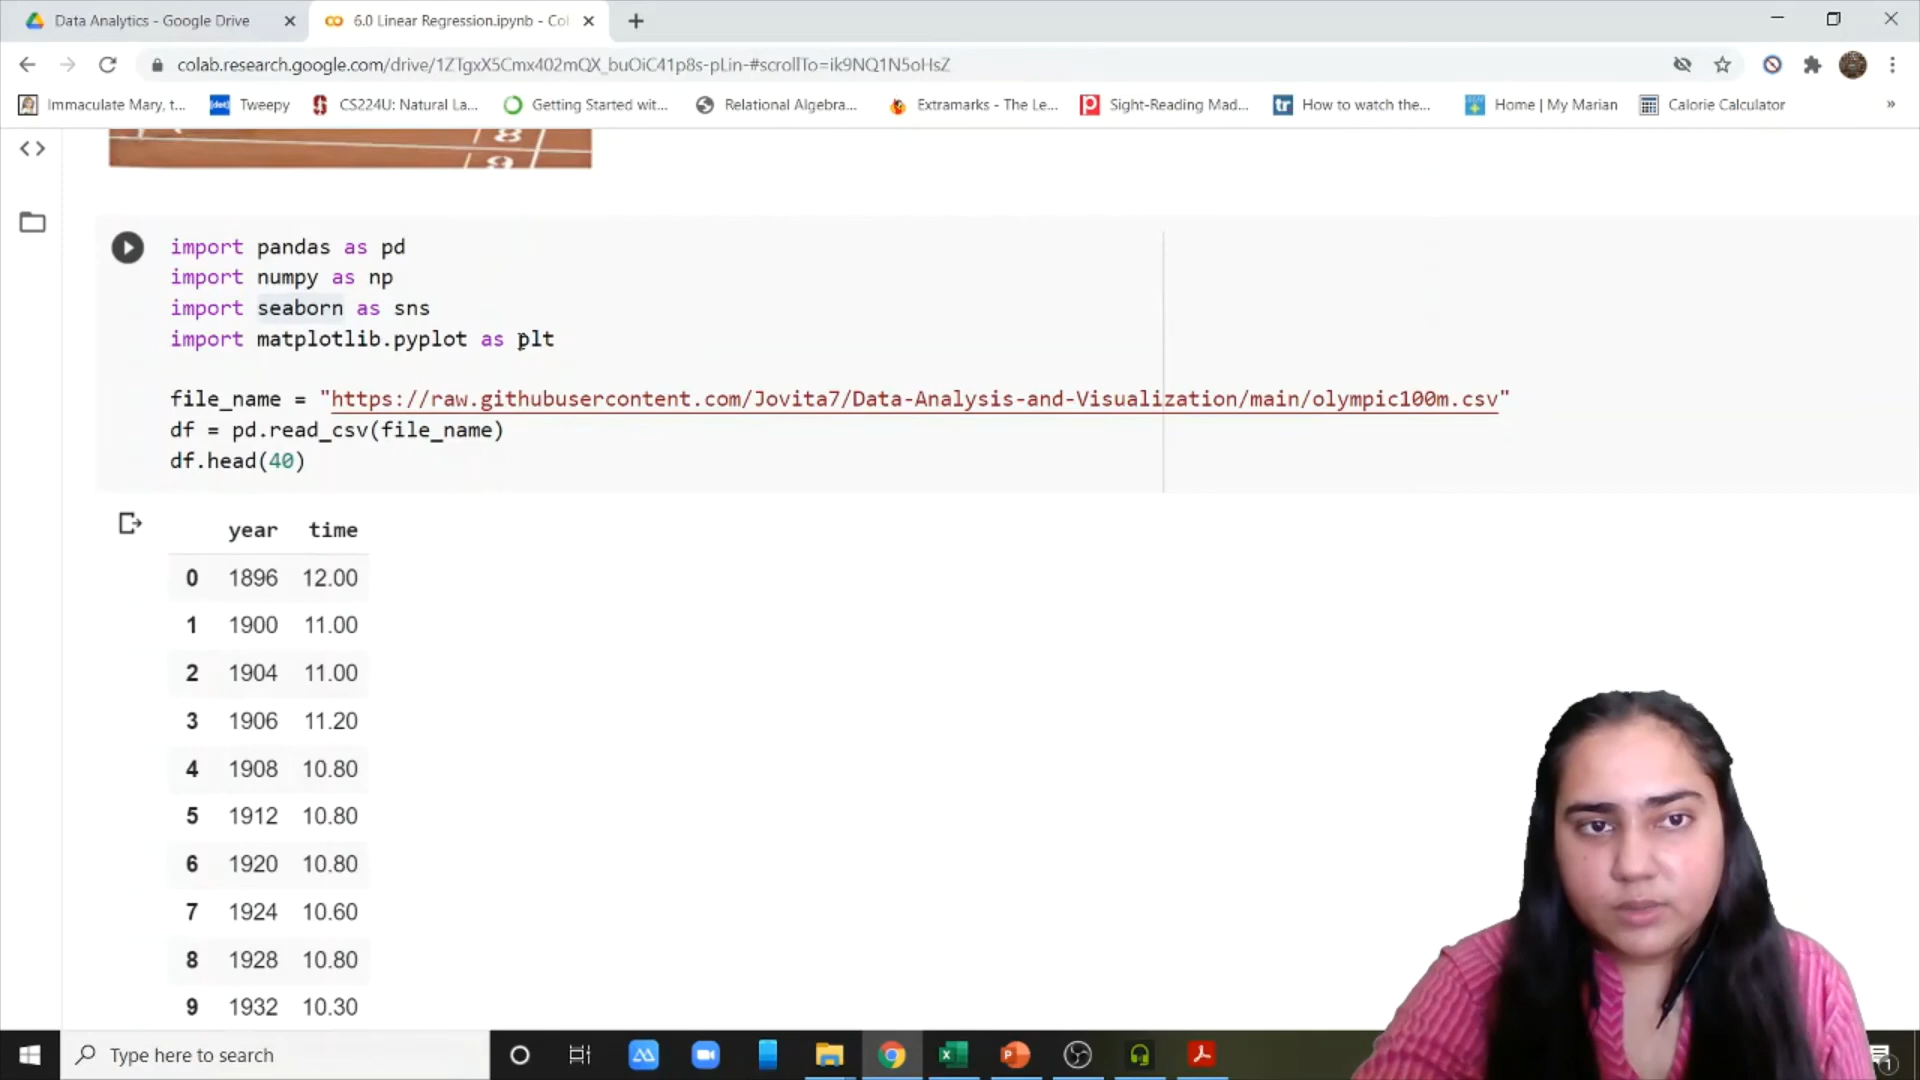 Data Analytics - Google Drive
6.0 Linear Regression.ipynb - Col
colab.research.google.com/drive/1ZTgxX5Cmx402mQX_buOiC41p8s-pLin-#scrollTo=ik9NQ1N5oHsZ
Immaculate Mary, t...
Tweepy
CS224U: Natural La...
Getting Started wit...
Relational Algebra...
Extramarks - The Le...
Sight-Reading Mad...
How to watch the...
Home | My Marian
Calorie Calculator
»
8
9
import pandas as pd
import numpy as np
import seaborn as sns
import matplotlib.pyplot as plt
file_name = "https://raw.githubusercontent.com/Jovita7/Data-Analysis-and-Visualization/main/olympic100m.csv"
df = pd.read_csv(file_name)
df.head(40)
year time
0 1896 12.00
1 1900 11.00
2 1904 11.00
3 1906 11.20
4 1908 10.80
5 1912 10.80
6 1920 10.80
7 1924 10.60
8 1928 10.80
9 1932 10.30
Type here to search
1